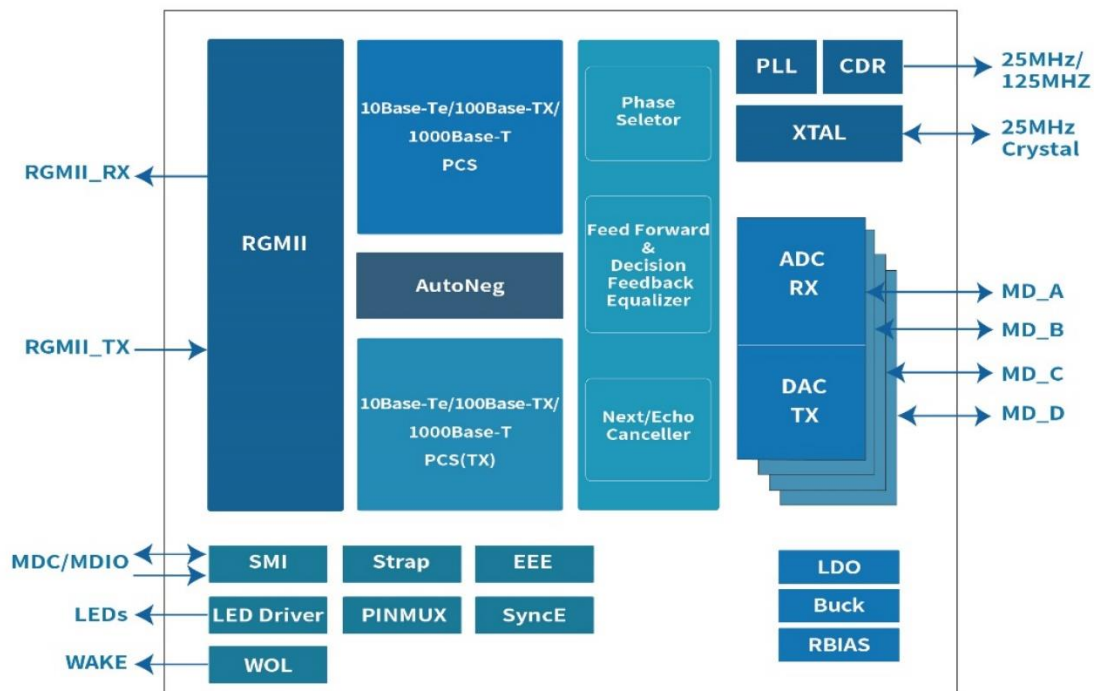 RGMII_RX
RGMII_TX
RGMII
10Base-Te/100Base-TX/
1000Base-T
PCS
AutoNeg
10Base-Te/100Base-TX/
1000Base-T
PCS(TX)
Phase
Seletor
Feed Forward
&
Decision
Feedback
Equalizer
Next/Echo
Canceller
PLL
CDR
25MHz/
125MHZ
XTAL
25MHz
Crystal
ADC
RX
DAC
TX
MD_A
MD_B
MD_C
MD_D
MDC/MDIO
SMI
Strap
EEE
LEDs
LED Driver
PINMUX
SyncE
WAKE
WOL
LDO
Buck
RBIAS